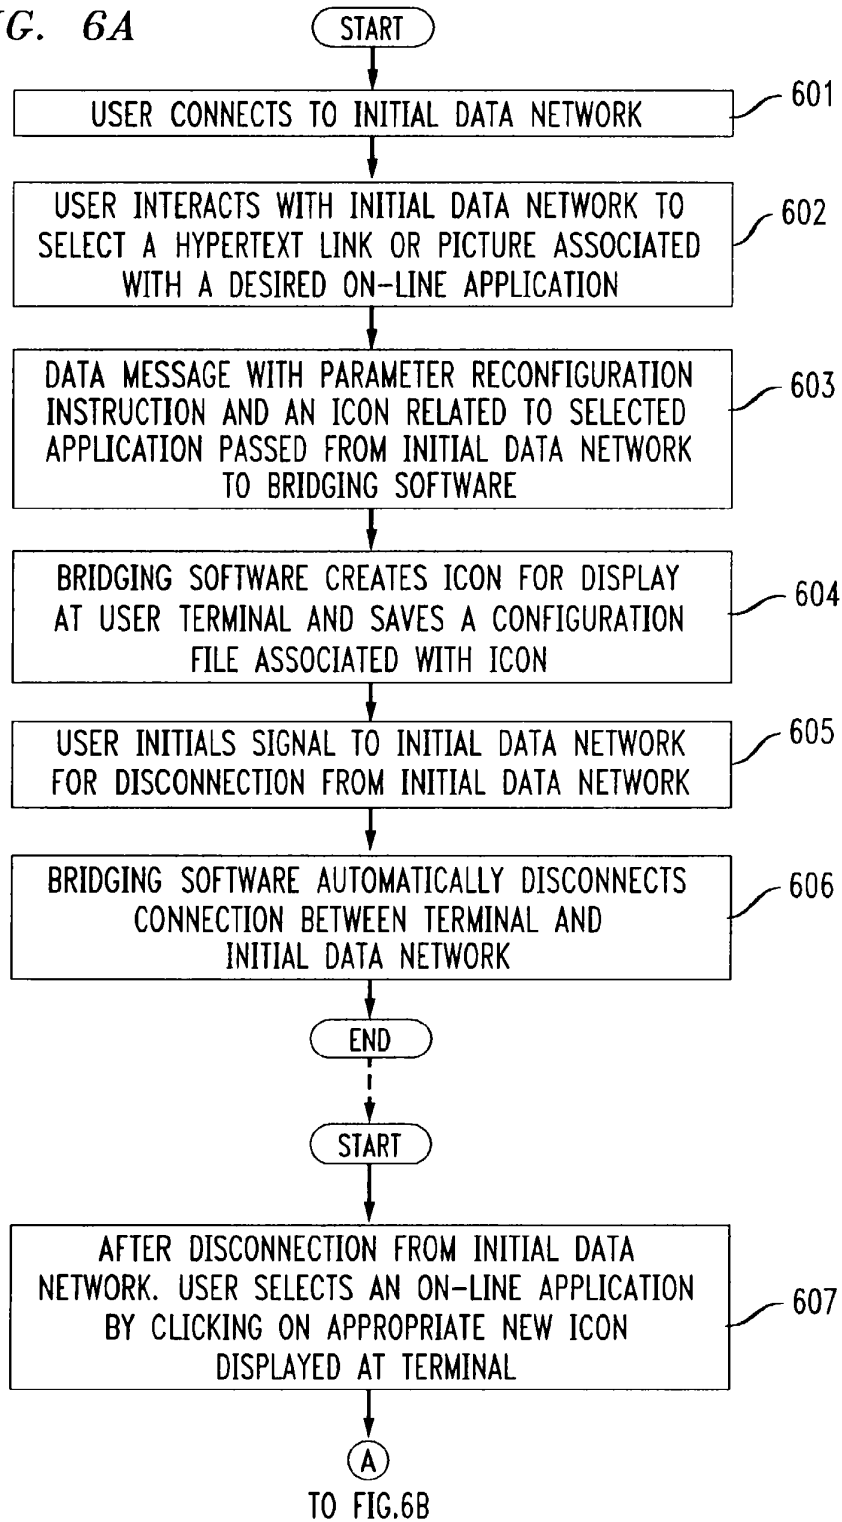 IG. 6A
START
USER CONNECTS TO INITIAL DATA NETWORK
601
USER INTERACTS WITH INITIAL DATA NETWORK TO
SELECT A HYPERTEXT LINK OR PICTURE ASSOCIATED
WITH A DESIRED ON-LINE APPLICATION
602
DATA MESSAGE WITH PARAMETER RECONFIGURATION
INSTRUCTION AND AN ICON RELATED TO SELECTED
APPLICATION PASSED FROM INITIAL DATA NETWORK
TO BRIDGING SOFTWARE
603
BRIDGING SOFTWARE CREATES ICON FOR DISPLAY
AT USER TERMINAL AND SAVES A CONFIGURATION
FILE ASSOCIATED WITH ICON
604
USER INITIALS SIGNAL TO INITIAL DATA NETWORK
FOR DISCONNECTION FROM INITIAL DATA NETWORK
605
BRIDGING SOFTWARE AUTOMATICALLY DISCONNECTS
CONNECTION BETWEEN TERMINAL AND
INITIAL DATA NETWORK
606
END
START
AFTER DISCONNECTION FROM INITIAL DATA
NETWORK. USER SELECTS AN ON-LINE APPLICATION
BY CLICKING ON APPROPRIATE NEW ICON
DISPLAYED AT TERMINAL
607
A
TO FIG.6B